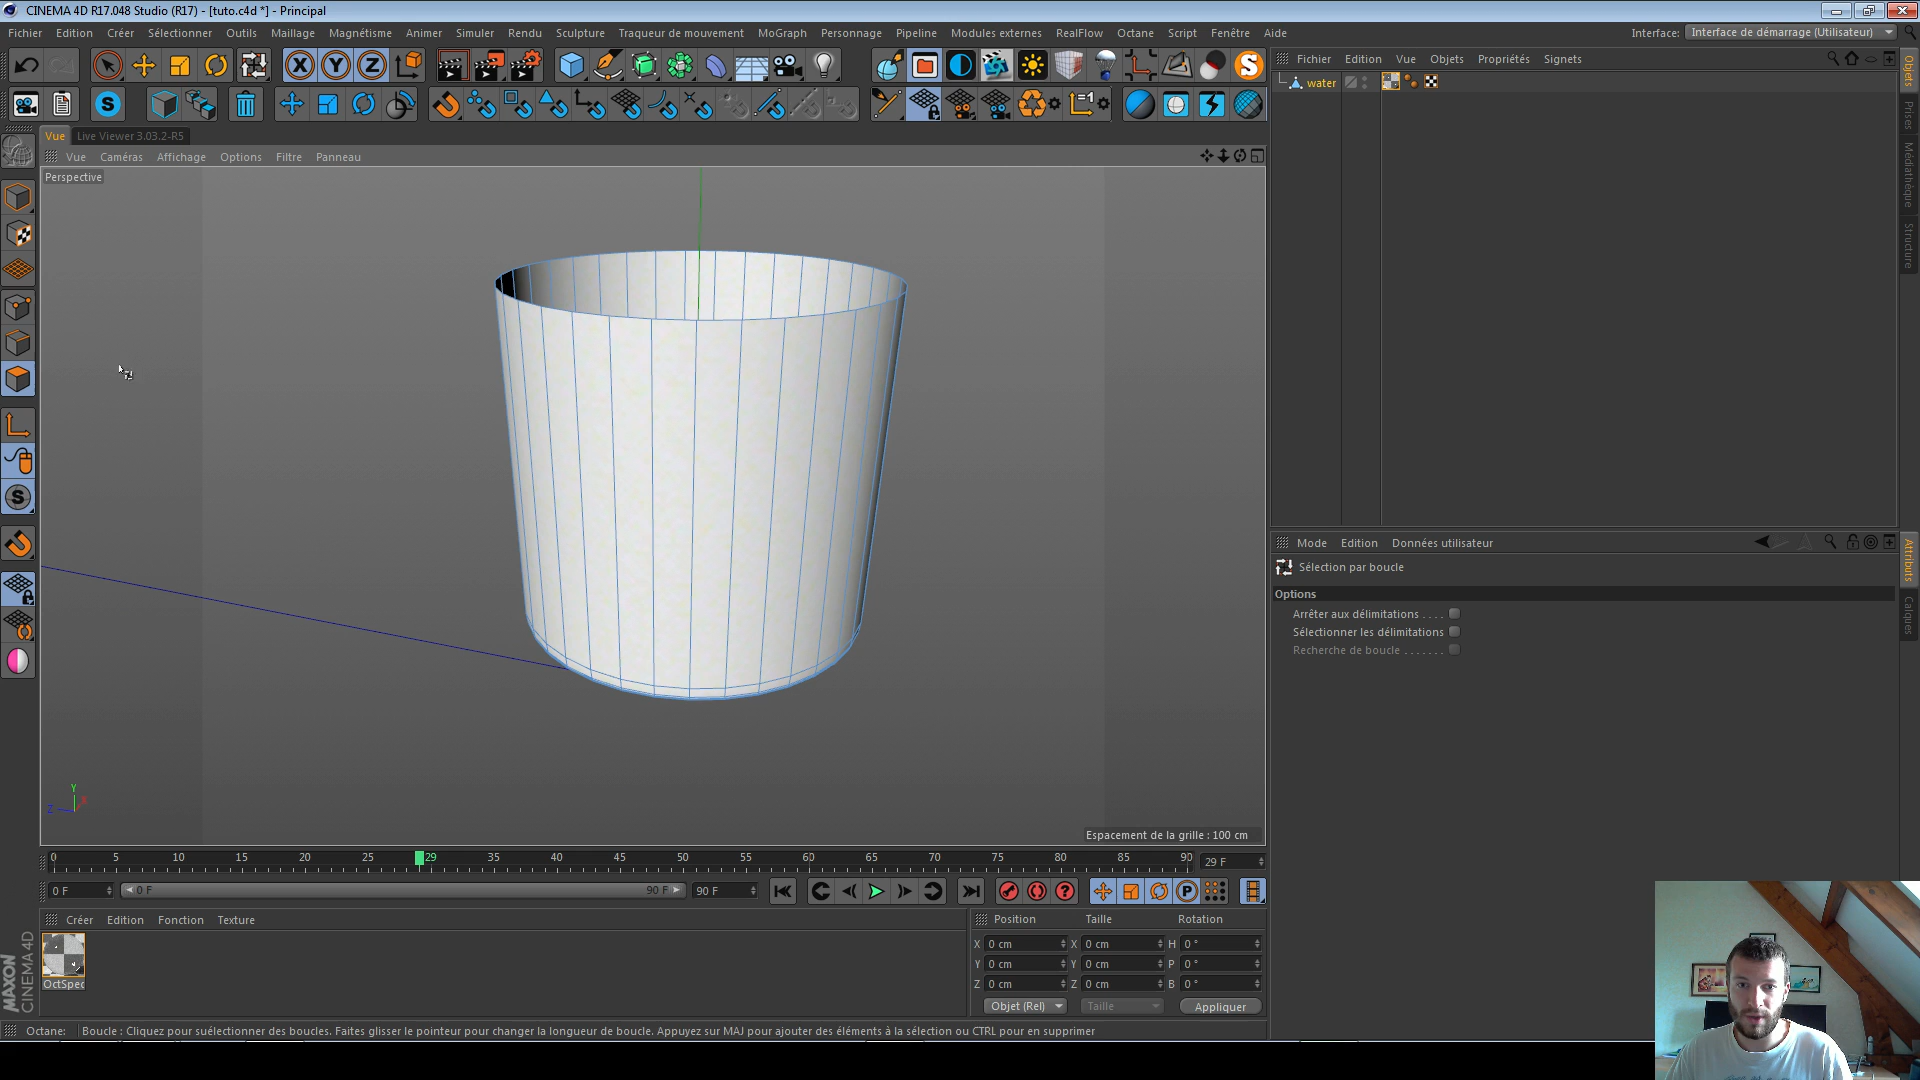 CINEMA 4D R17.048 Studio (R17) - [tuto.c4d *] - Principal
Fichier Edition Créer Sélectionner Outils Maillage Magnétisme Animer Simuler Rendu Sculpture Traqueur de mouvement MoGraph Personnage Pipeline Modules externes RealFlow Octane Script Fenêtre Aide Interface: Interface de démarrage (Utilisateur)
Fichier Edition Vue Objets Propriétés Signets
water
Vue Live Viewer 3.03.2-R5
Vue Caméras Affichage Options Filtre Panneau
Perspective
Objets
Prises
Médiathèque
Structure
Mode Edition Données utilisateur
Sélection par boucle
Options
Arrêter aux délimitations . . . .
Sélectionner les délimitations
Recherche de boucle . . . . . . .
Attributs
Calques
Y
Z
X
Espacement de la grille : 100 cm
0 5 10 15 20 25 29 35 40 45 50 55 60 65 70 75 80 85 90 29 F
0 F 0 F 90 F 90 F
Créer Edition Fonction Texture
OctSpec
MAXON
CINEMA 4D
Position Taille Rotation
X 0 cm X 0 cm H 0 °
Y 0 cm Y 0 cm P 0 °
Z 0 cm Z 0 cm B 0 °
Objet (Rel) Taille Appliquer
Octane: Boucle : Cliquez pour suélectionner des boucles. Faites glisser le pointeur pour changer la longueur de boucle. Appuyez sur MAJ pour ajouter des éléments à la sélection ou CTRL pour en supprimer